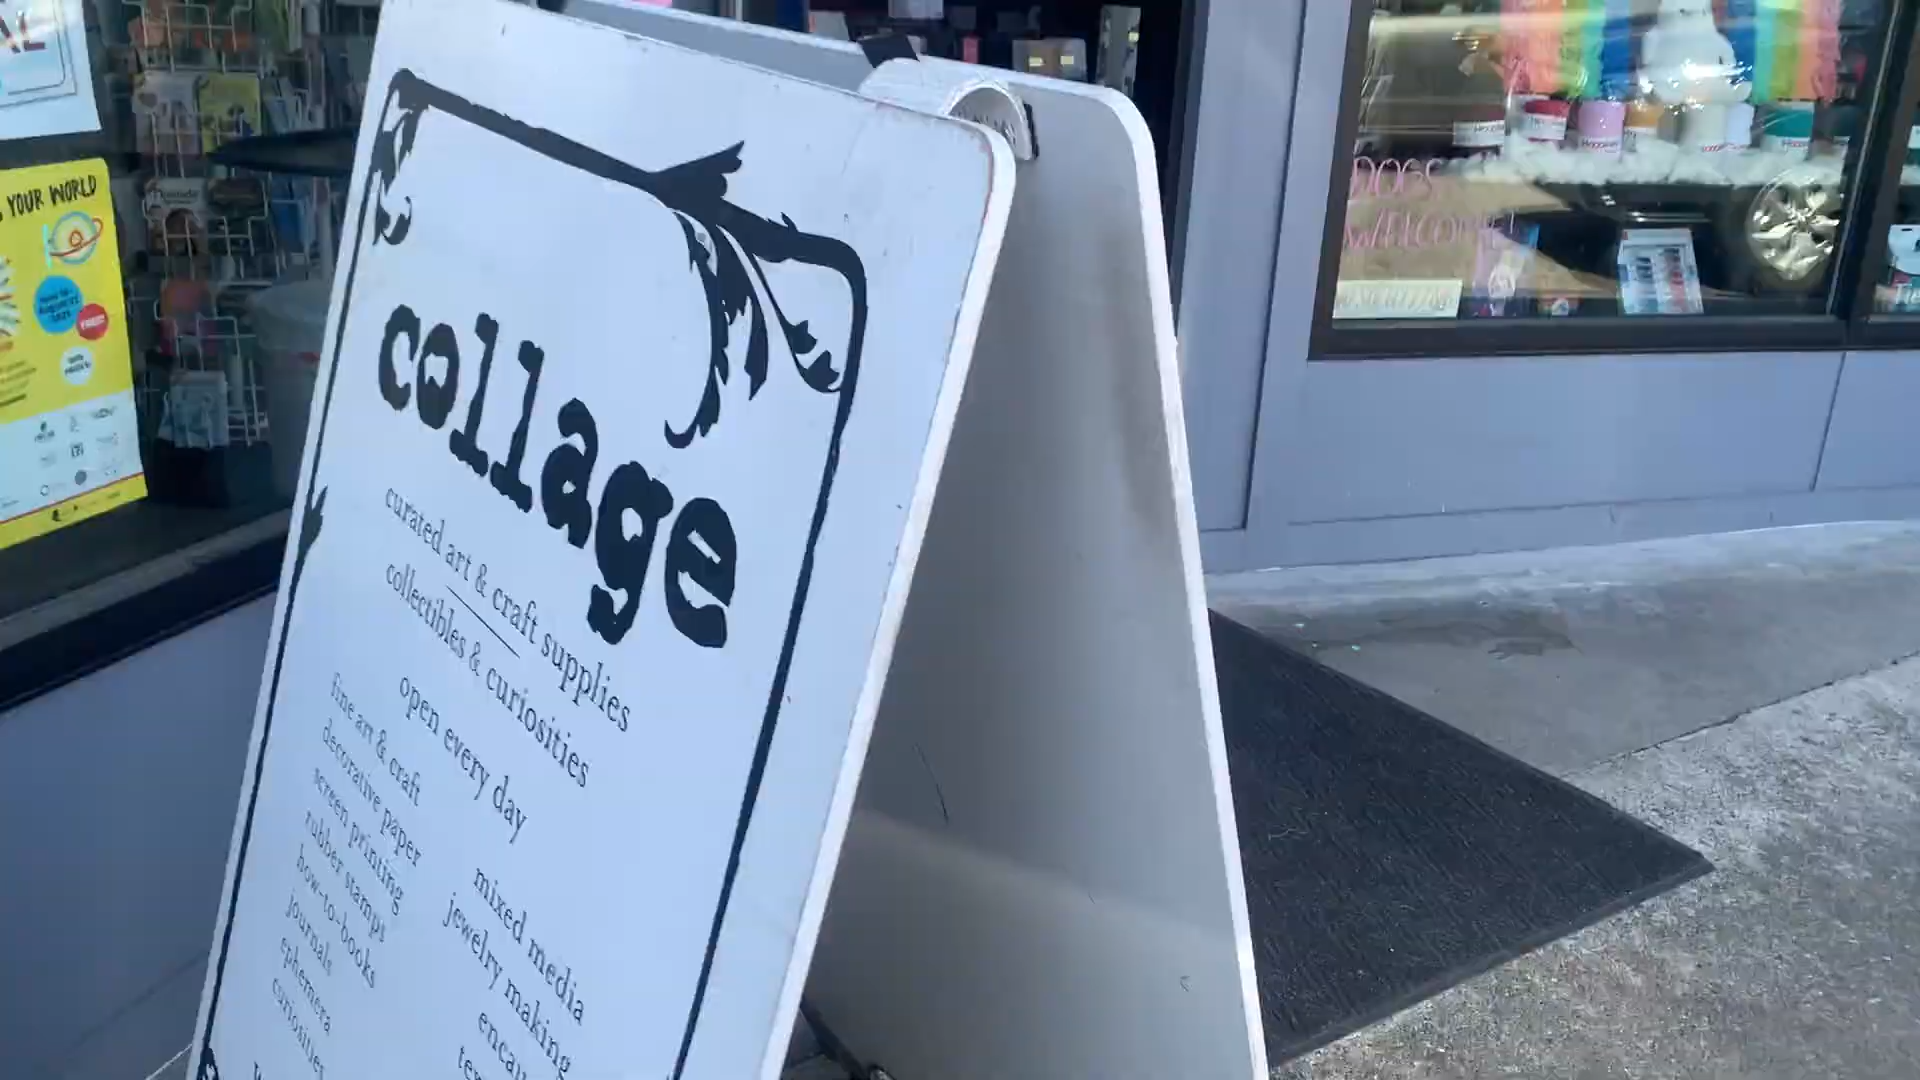 YOUR WORLD
FREE!
collage
curated art & craft supplies
collectibles & curiosities
open every day
fine art & craft
decorative paper
screen printing
rubber stamps
how-to-books
journals
ephemera
curiosities
mixed media
jewelry making
DOGS
WELCOME!